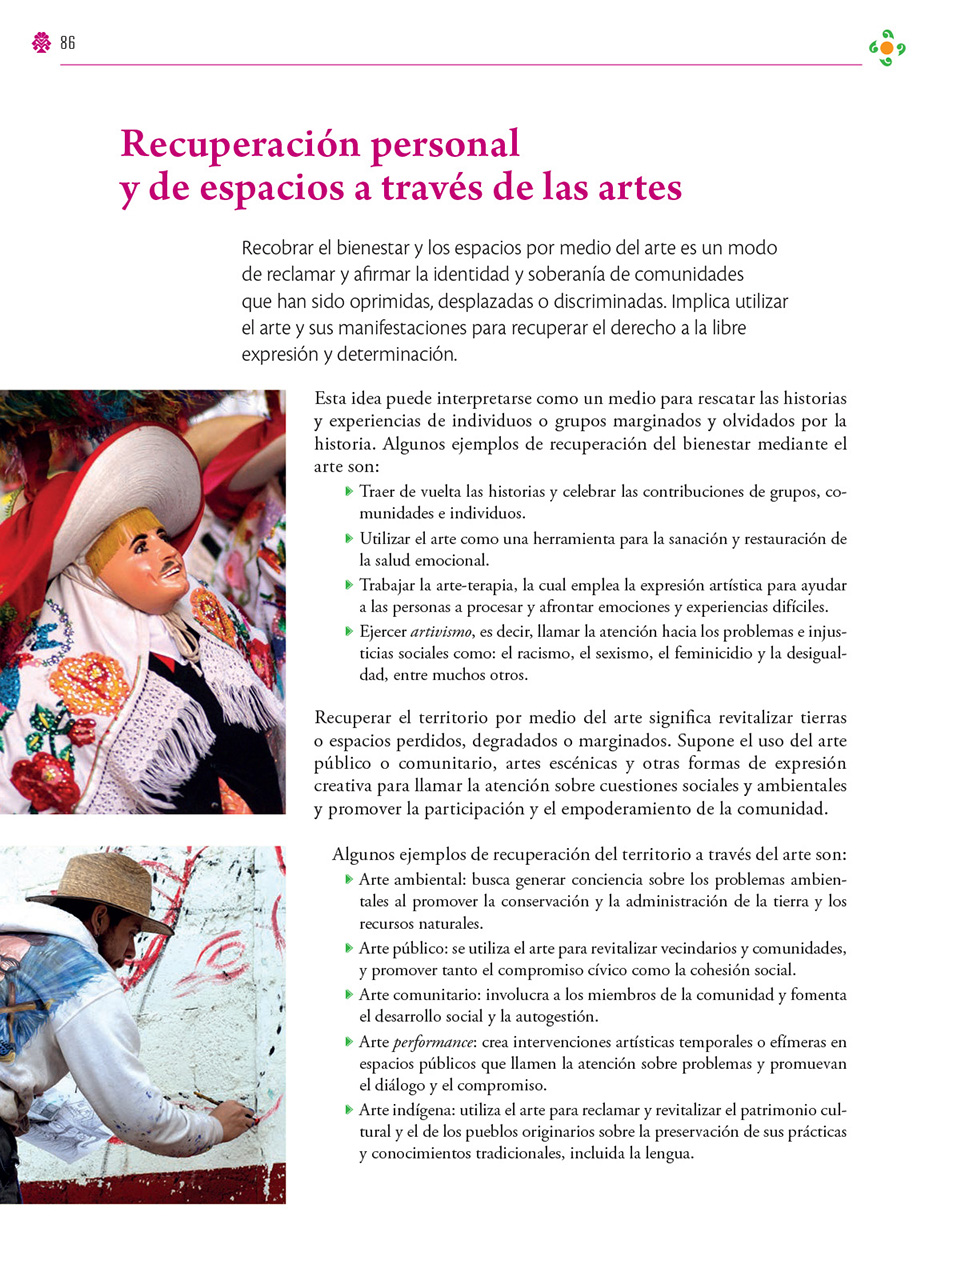 86
Recuperación personal
y de espacios a través de las artes
Recobrar el bienestar y los espacios por medio del arte es un modo
de reclamar y afirmar la identidad y soberanía de comunidades
que han sido oprimidas, desplazadas o discriminadas. Implica utilizar
el arte y sus manifestaciones para recuperar el derecho a la libre
expresión y determinación.
Esta idea puede interpretarse como un medio para rescatar las historias
y experiencias de individuos o grupos marginados y olvidados por la
historia. Algunos ejemplos de recuperación del bienestar mediante el
arte son:
Traer de vuelta las historias y celebrar las contribuciones de grupos, co-
munidades e individuos.
Utilizar el arte como una herramienta para la sanación y restauración de
la salud emocional.
Trabajar la arte-terapia, la cual emplea la expresión artística para ayudar
a las personas a procesar y afrontar emociones y experiencias difíciles.
Ejercer artivismo, es decir, llamar la atención hacia los problemas e injus-
ticias sociales como: el racismo, el sexismo, el feminicidio y la desigual-
dad, entre muchos otros.
Recuperar el territorio por medio del arte significa revitalizar tierras
o espacios perdidos, degradados o marginados. Supone el uso del arte
público o comunitario, artes escénicas y otras formas de expresión
creativa para llamar la atención sobre cuestiones sociales y ambientales
y promover la participación y el empoderamiento de la comunidad.
Algunos ejemplos de recuperación del territorio a través del arte son:
Arte ambiental: busca generar conciencia sobre los problemas ambien-
tales al promover la conservación y la administración de la tierra y los
recursos naturales.
Arte público: se utiliza el arte para revitalizar vecindarios y comunidades,
y promover tanto el compromiso cívico como la cohesión social.
Arte comunitario: involucra a los miembros de la comunidad y fomenta
el desarrollo social y la autogestión.
Arte performance: crea intervenciones artísticas temporales o efímeras en
espacios públicos que llamen la atención sobre problemas y promuevan
el diálogo y el compromiso.
Arte indígena: utiliza el arte para reclamar y revitalizar el patrimonio cul-
tural y el de los pueblos originarios sobre la preservación de sus prácticas
y conocimientos tradicionales, incluida la lengua.